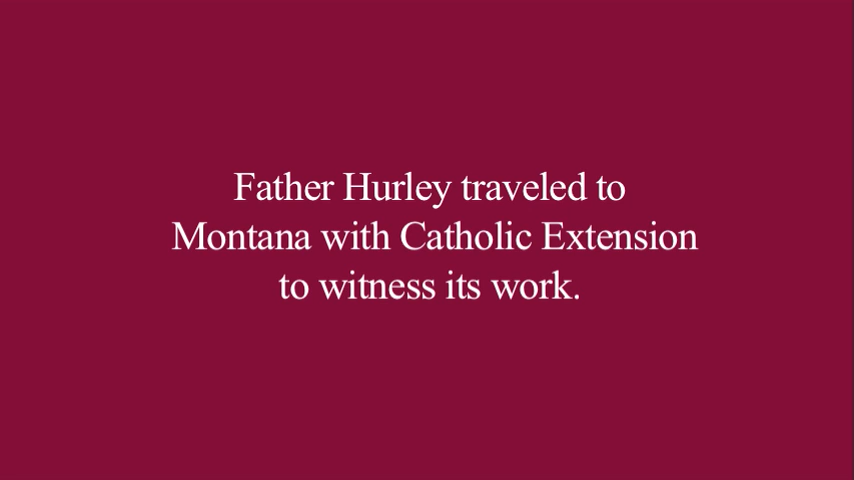 Father Hurley traveled to
Montana with Catholic Extension
to witness its work.